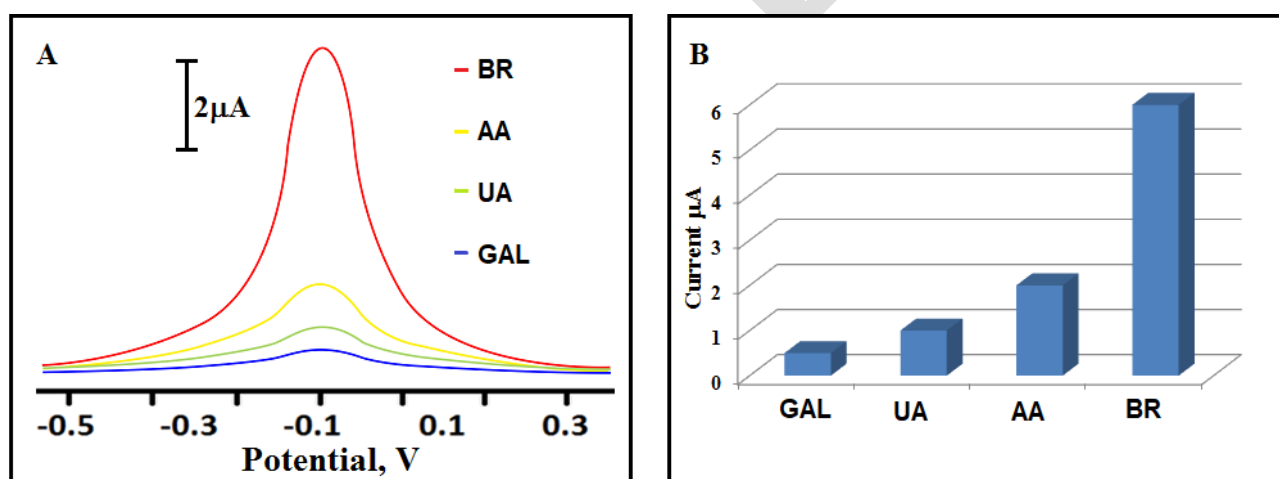 A
2µA
BR
AA
UA
GAL
-0.5 -0.3 -0.1 0.1 0.3
Potential, V
B
Current µA
6
5
4
3
2
1
0
GAL UA AA BR